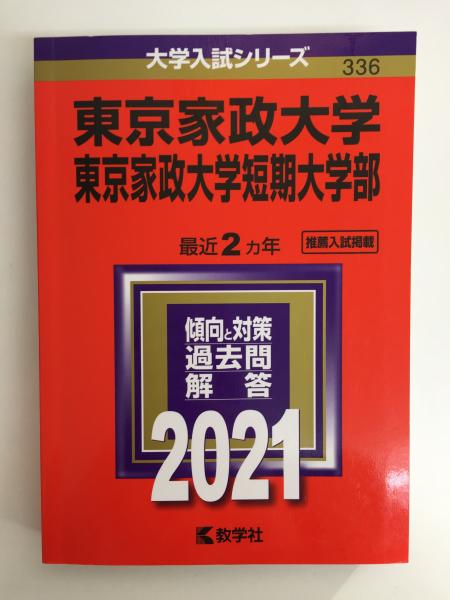 大学入試シリーズ
336
東京家政大学
東京家政大学短期大学部
最近2ヵ年
推薦入試掲載
傾向と対策
過去問
解答
2021
教学社